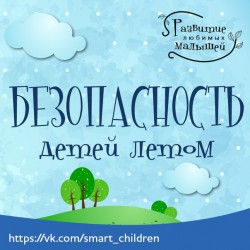 Развитие
любимых
малышей
БЕЗОПАСНОСТЬ
детей летом
https://vk.com/smart_children